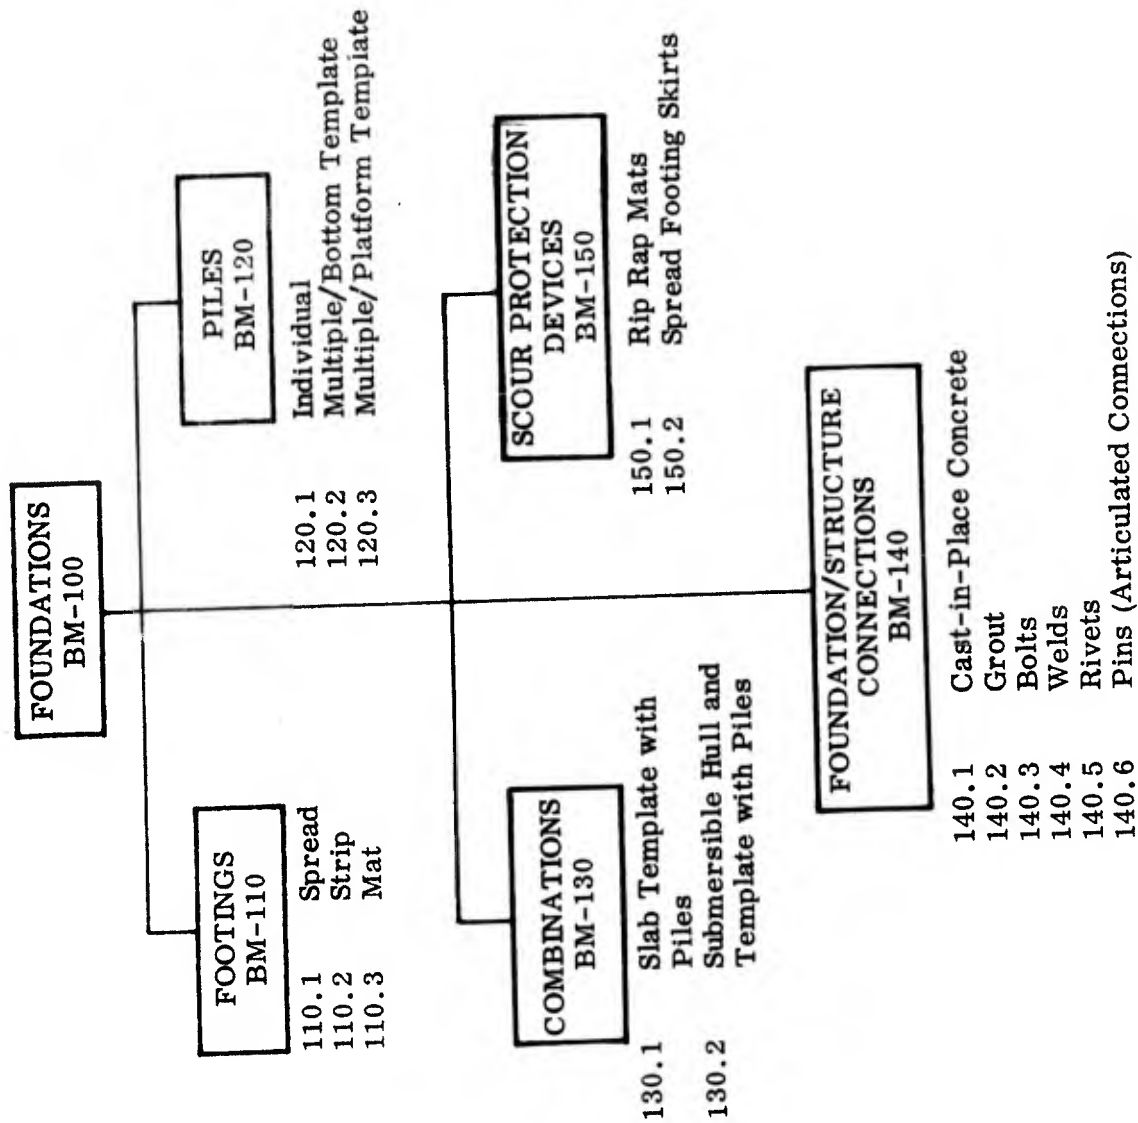 FOUNDATIONS
BM-100
FOOTINGS
BM-110
110.1 Spread
110.2 Strip
110.3 Mat
PILES
BM-120
120.1 Individual
120.2 Multiple/Bottom Template
120.3 Multiple/Platform Template
COMBINATIONS
BM-130
130.1 Slab Template with
Piles
130.2 Submersible Hull and
Template with Piles
SCOUR PROTECTION
DEVICES
BM-150
150.1 Rip Rap Mats
150.2 Spread Footing Skirts
FOUNDATION/STRUCTURE
CONNECTIONS
BM-140
140.1 Cast-in-Place Concrete
140.2 Grout
140.3 Bolts
140.4 Welds
140.5 Rivets
140.6 Pins (Articulated Connections)